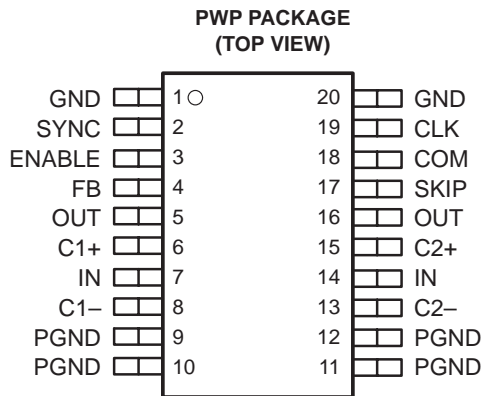 PWP PACKAGE
(TOP VIEW)
GND 1 20 GND
SYNC 2 19 CLK
ENABLE 3 18 COM
FB 4 17 SKIP
OUT 5 16 OUT
C1+ 6 15 C2+
IN 7 14 IN
C1– 8 13 C2–
PGND 9 12 PGND
PGND 10 11 PGND